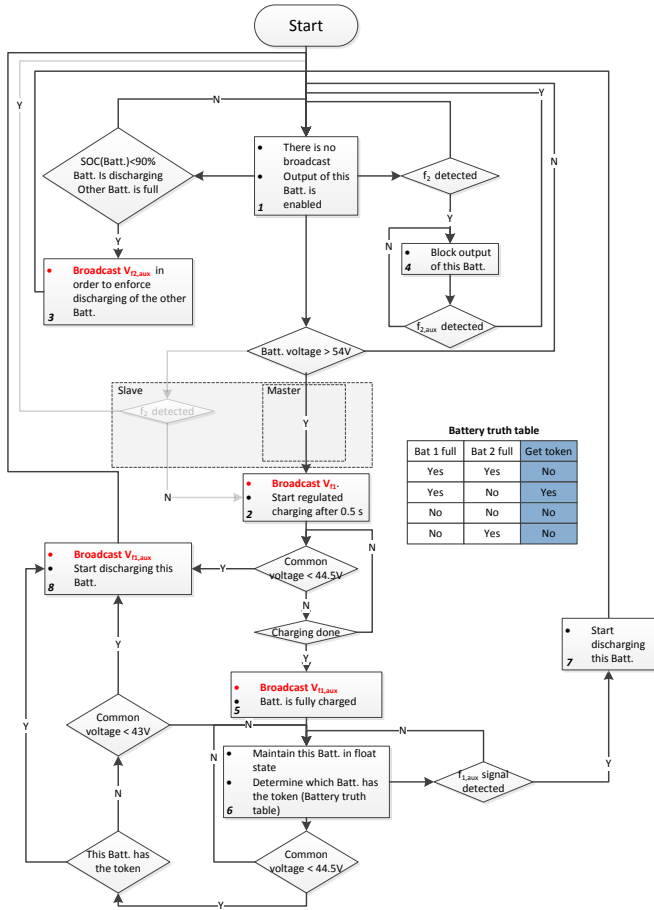 Start
Y
N
Y
SOC(Batt.)<90%
Batt. Is discharging
Other Batt. is full
• There is no
broadcast
• Output of this
Batt. is
enabled
1
f2 detected
N
N
Y
Y
• Broadcast Vf2,aux in
order to enforce
discharging of the other
Batt.
3
N
• Block output
of this Batt.
4
f2,aux detected
Batt. voltage > 54V
Slave
Master
f2 detected
Y
N
• Broadcast Vf1.
• Start regulated
charging after 0.5 s
2
Battery truth table
Bat 1 full Bat 2 full Get token
Yes Yes No
Yes No Yes
No No No
No Yes No
• Broadcast Vf1,aux
• Start discharging this
Batt.
8
Y
Common
voltage < 44.5V
N
N
Charging done
Y
• Broadcast Vf1,aux
• Batt. is fully charged
5
• Start
discharging
this Batt.
7
Y
Y
Common
voltage < 43V
N
N
N
• Maintain this Batt. in float
state
• Determine which Batt. has
the token (Battery truth
table)
6
f1,aux signal
detected
Y
N
This Batt. has
the token
Common
voltage < 44.5V
Y